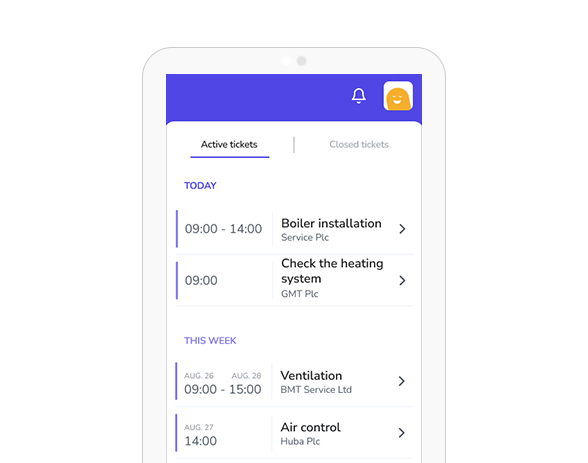 Active tickets
Closed tickets
TODAY
09:00 - 14:00
Boiler installation
Service Plc
09:00
Check the heating
system
GMT Plc
THIS WEEK
AUG. 26 AUG. 28
09:00 - 15:00
Ventilation
BMT Service Ltd
AUG. 27
14:00
Air control
Huba Plc